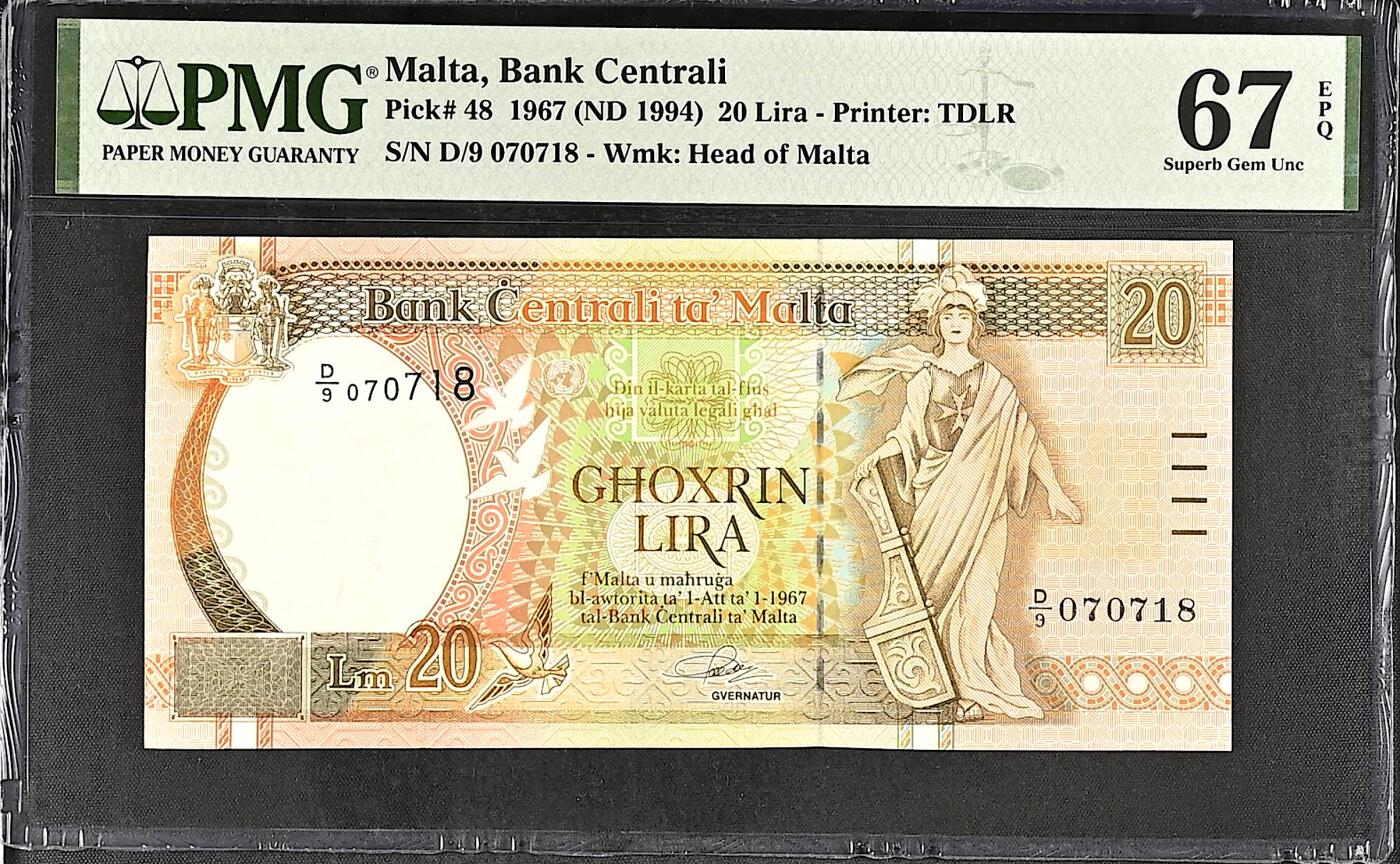 PMG®
PAPER MONEY GUARANTY
Malta, Bank Centrali
Pick# 48 1967 (ND 1994) 20 Lira - Printer: TDLR
S/N D/9 070718 - Wmk: Head of Malta
67
EPQ
Superb Gem Unc
Bank Ċentrali ta' Malta
20
D/9 070718
Din il-karta tal-flus
hija valuta legali għal
GĦOXRIN
LIRA
f'Malta u maħruġa
bl-awtorità ta' l-Att ta' l-1967
tal-Bank Ċentrali ta' Malta
D/9 070718
Lm 20
GVERNATUR